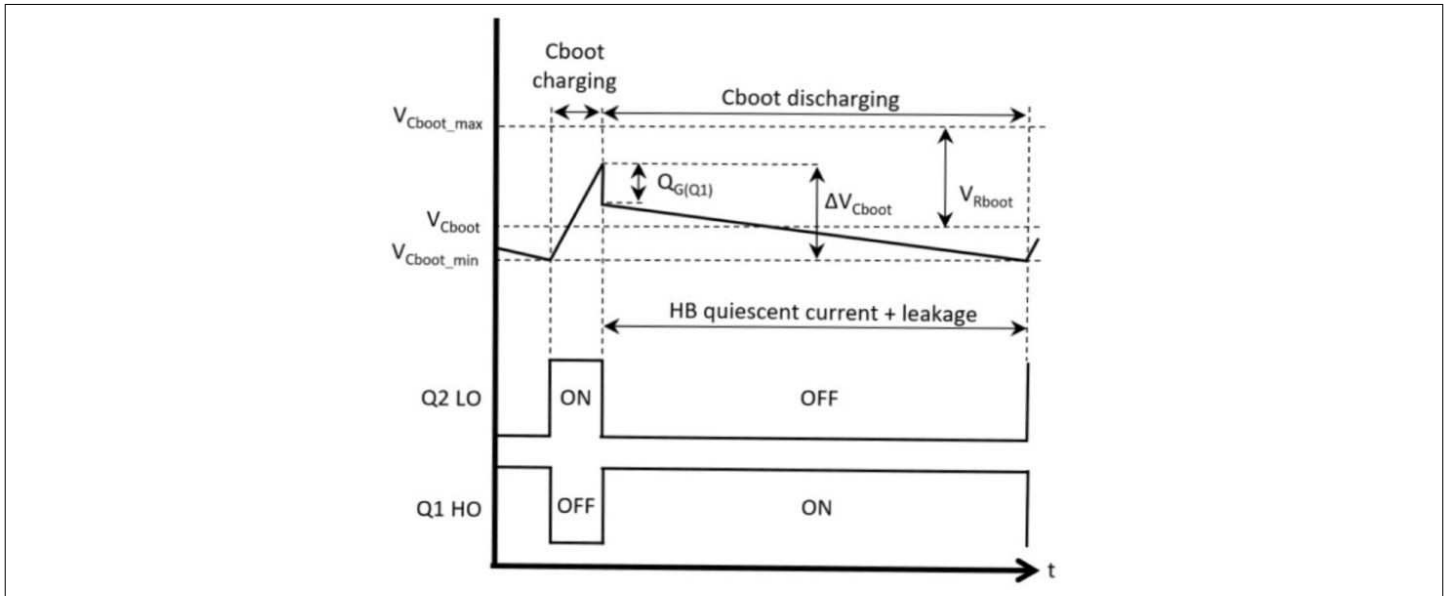 Cboot
charging
Cboot discharging
VCboot_max
QG(Q1)
ΔVCboot
VRboot
VCboot
VCboot_min
HB quiescent current + leakage
Q2 LO
ON
OFF
Q1 HO
OFF
ON
t